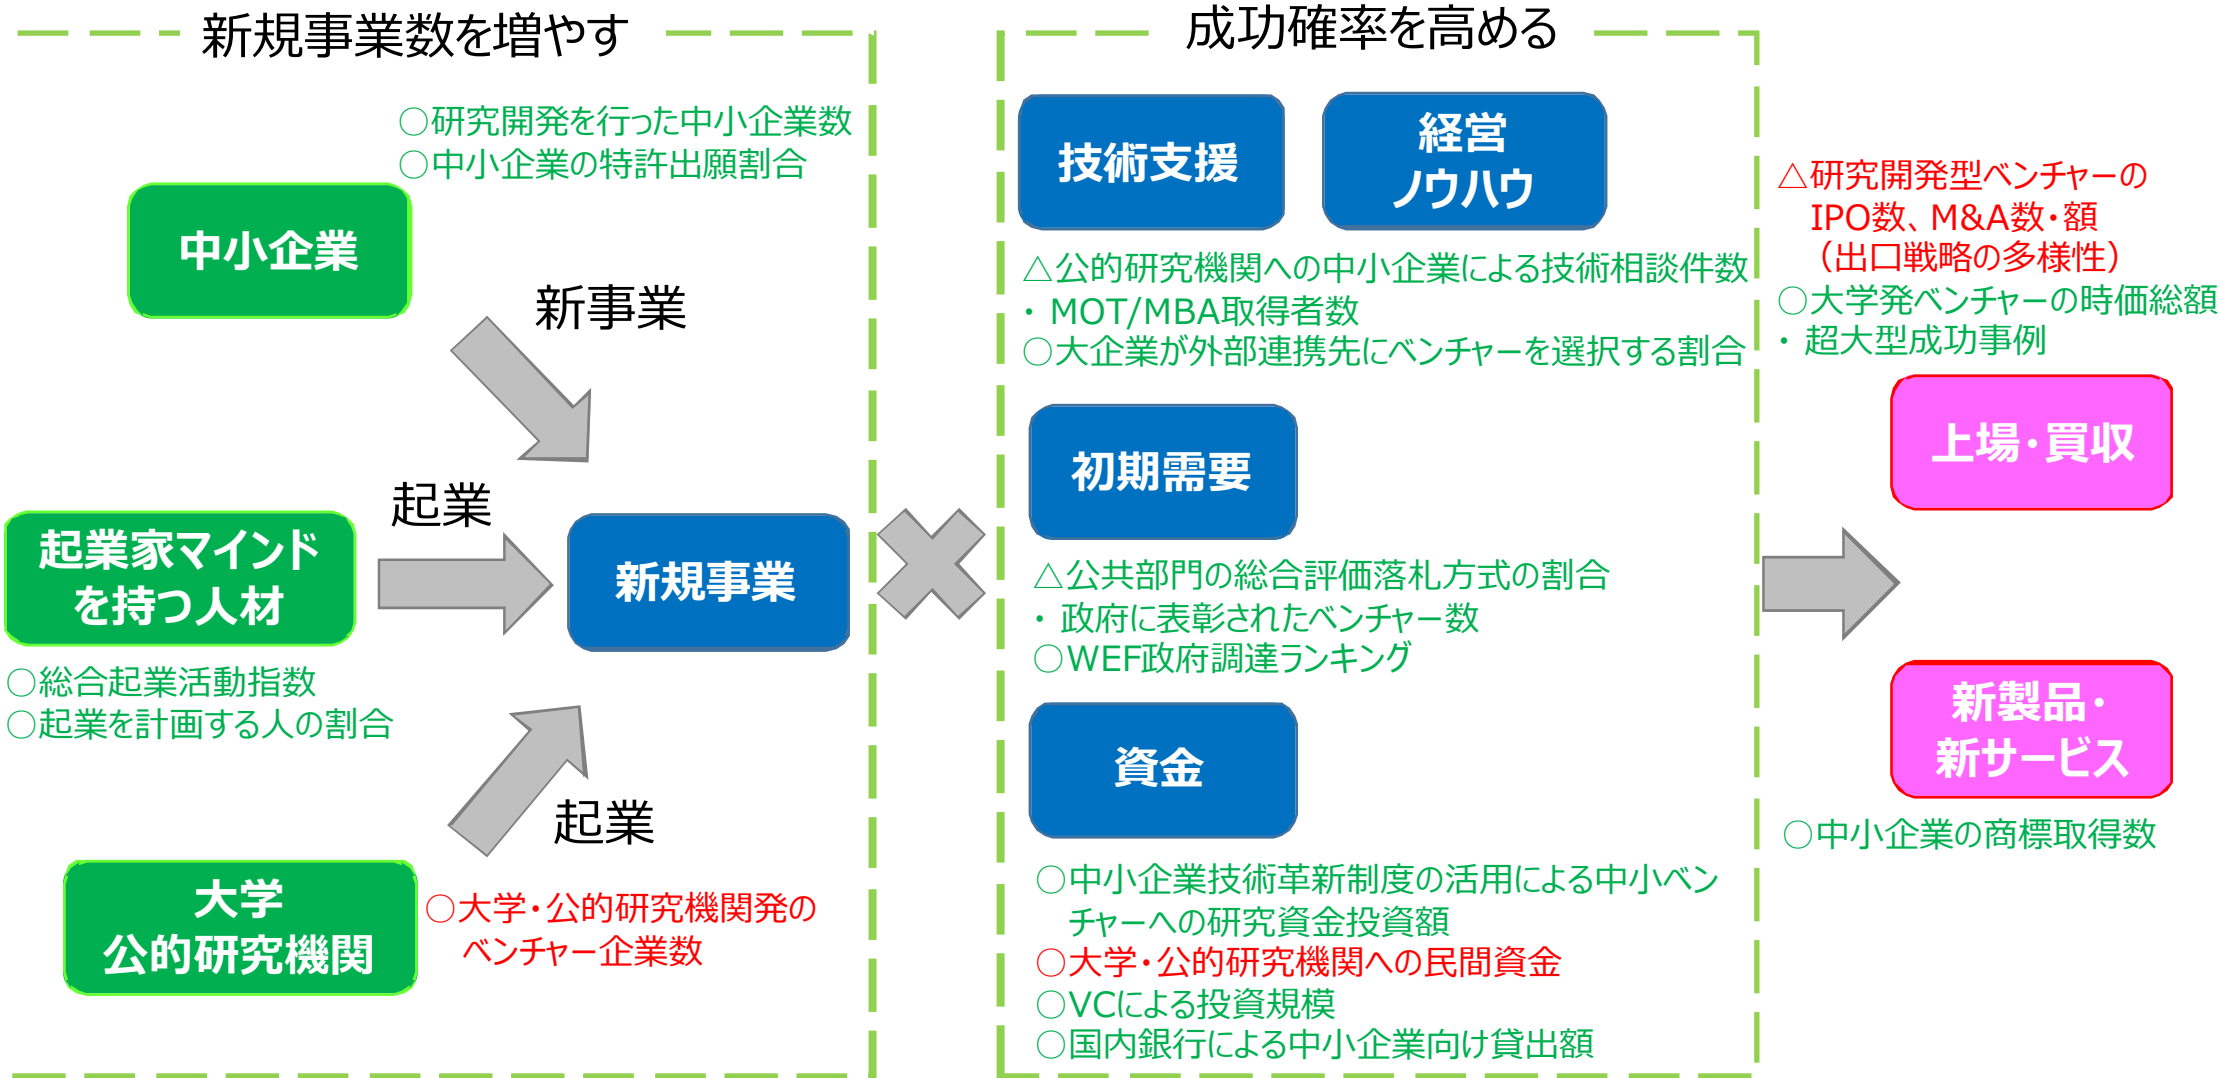 新規事業数を増やす
○研究開発を行った中小企業数
○中小企業の特許出願割合
中小企業
新事業
起業
起業家マインド
を持つ人材
新規事業
○総合起業活動指数
○起業を計画する人の割合
起業
大学
公的研究機関
○大学・公的研究機関発の
ベンチャー企業数
成功確率を高める
技術支援
経営
ノウハウ
△公的研究機関への中小企業による技術相談件数
・ MOT/MBA取得者数
○大企業が外部連携先にベンチャーを選択する割合
初期需要
△公共部門の総合評価落札方式の割合
・ 政府に表彰されたベンチャー数
○WEF政府調達ランキング
資金
○中小企業技術革新制度の活用による中小ベン
チャーへの研究資金投資額
○大学・公的研究機関への民間資金
○VCによる投資規模
○国内銀行による中小企業向け貸出額
△研究開発型ベンチャーの
IPO数、M&A数・額
（出口戦略の多様性）
○大学発ベンチャーの時価総額
・ 超大型成功事例
上場・買収
新製品・
新サービス
○中小企業の商標取得数